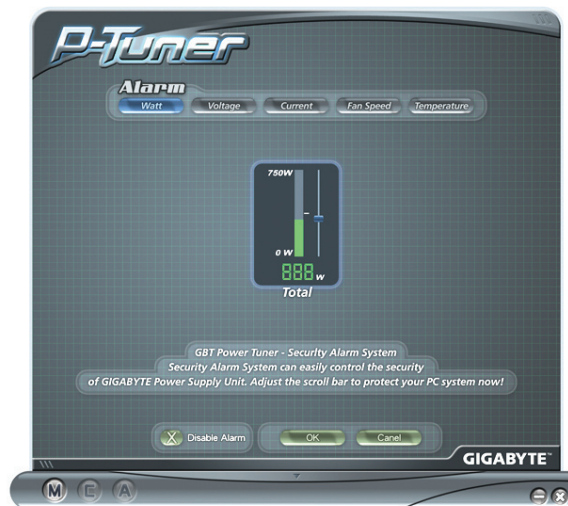 P-Tuner
Alarm
Watt Voltage Current Fan Speed Temperature
750W
0 W
888 W
Total
GBT Power Tuner - Security Alarm System
Security Alarm System can easily control the security
of GIGABYTE Power Supply Unit. Adjust the scroll bar to protect your PC system now!
X Disable Alarm OK Canel
GIGABYTE™
M C A